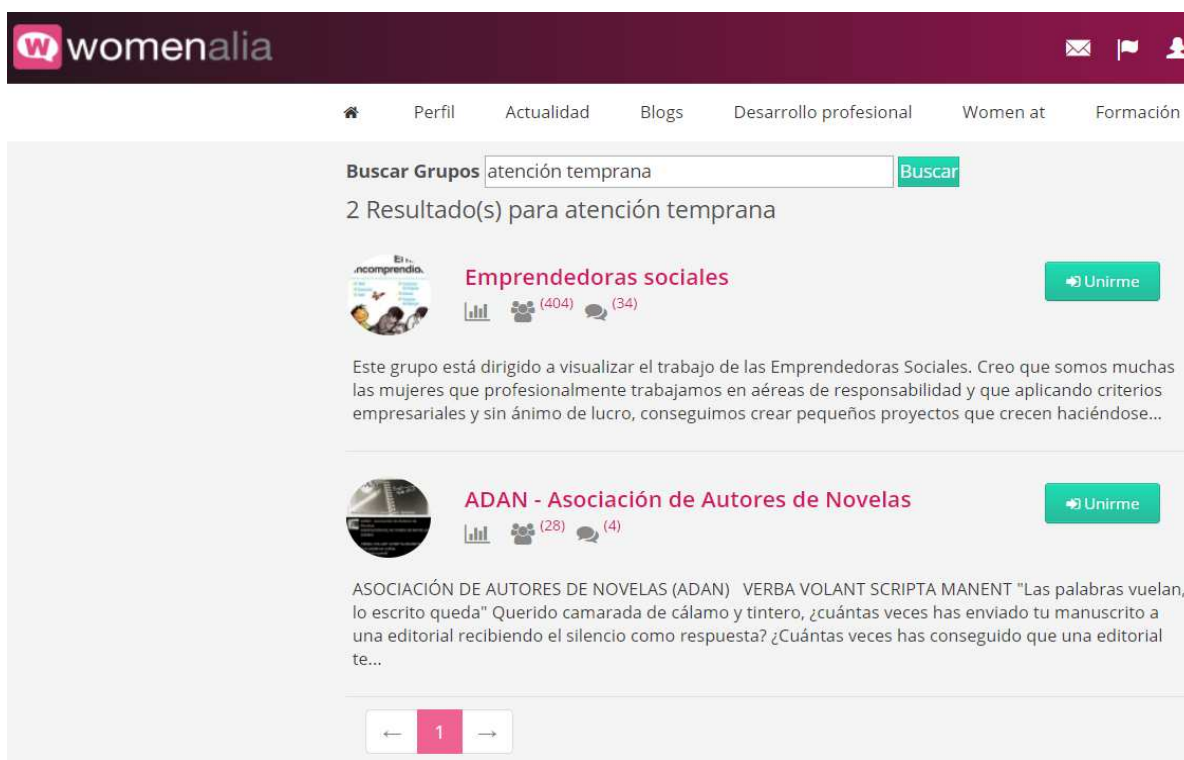 womenalia
Perfil Actualidad Blogs Desarrollo profesional Women at Formación
Buscar Grupos atención temprana Buscar
2 Resultado(s) para atención temprana
Emprendedoras sociales
Unirme
(404) (34)
Este grupo está dirigido a visualizar el trabajo de las Emprendedoras Sociales. Creo que somos muchas
las mujeres que profesionalmente trabajamos en aéreas de responsabilidad y que aplicando criterios
empresariales y sin ánimo de lucro, conseguimos crear pequeños proyectos que crecen haciéndose...
ADAN - Asociación de Autores de Novelas
Unirme
(28) (4)
ASOCIACIÓN DE AUTORES DE NOVELAS (ADAN) VERBA VOLANT SCRIPTA MANENT "Las palabras vuelan,
lo escrito queda" Querido camarada de cálamo y tintero, ¿cuántas veces has enviado tu manuscrito a
una editorial recibiendo el silencio como respuesta? ¿Cuántas veces has conseguido que una editorial
te...
← 1 →